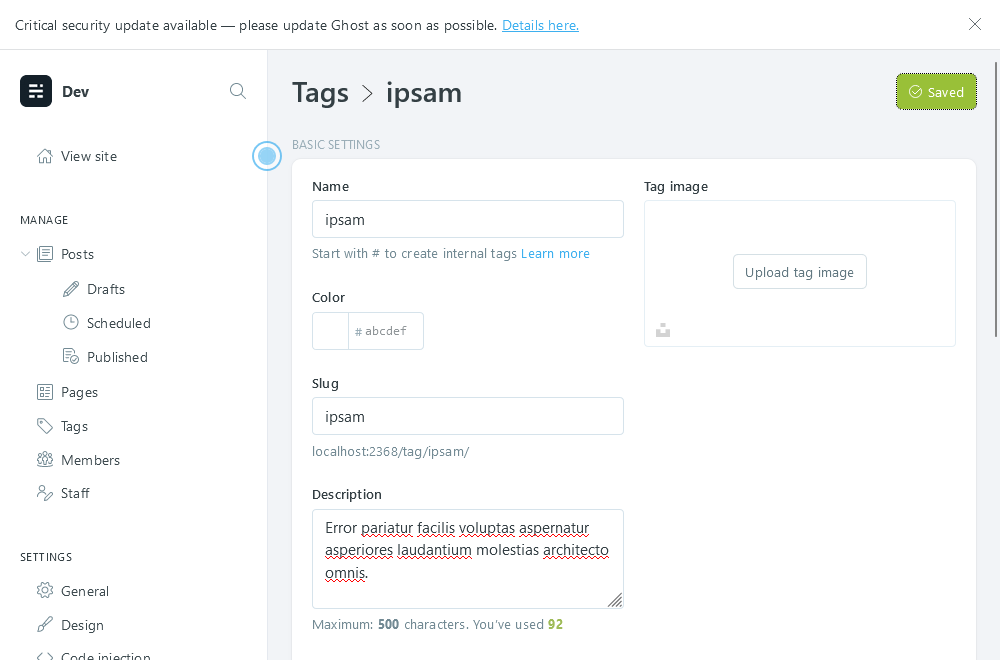 Critical security update available — please update Ghost as soon as possible. Details here.
Dev
View site
MANAGE
Posts
Drafts
Scheduled
Published
Pages
Tags
Members
Staff
SETTINGS
General
Design
Code injection
Tags > ipsam
Saved
BASIC SETTINGS
Name
ipsam
Start with # to create internal tags Learn more
Color
# abcdef
Slug
ipsam
localhost:2368/tag/ipsam/
Description
Error pariatur facilis voluptas aspernatur
asperiores laudantium molestias architecto
omnis.
Maximum: 500 characters. You've used 92
Tag image
Upload tag image